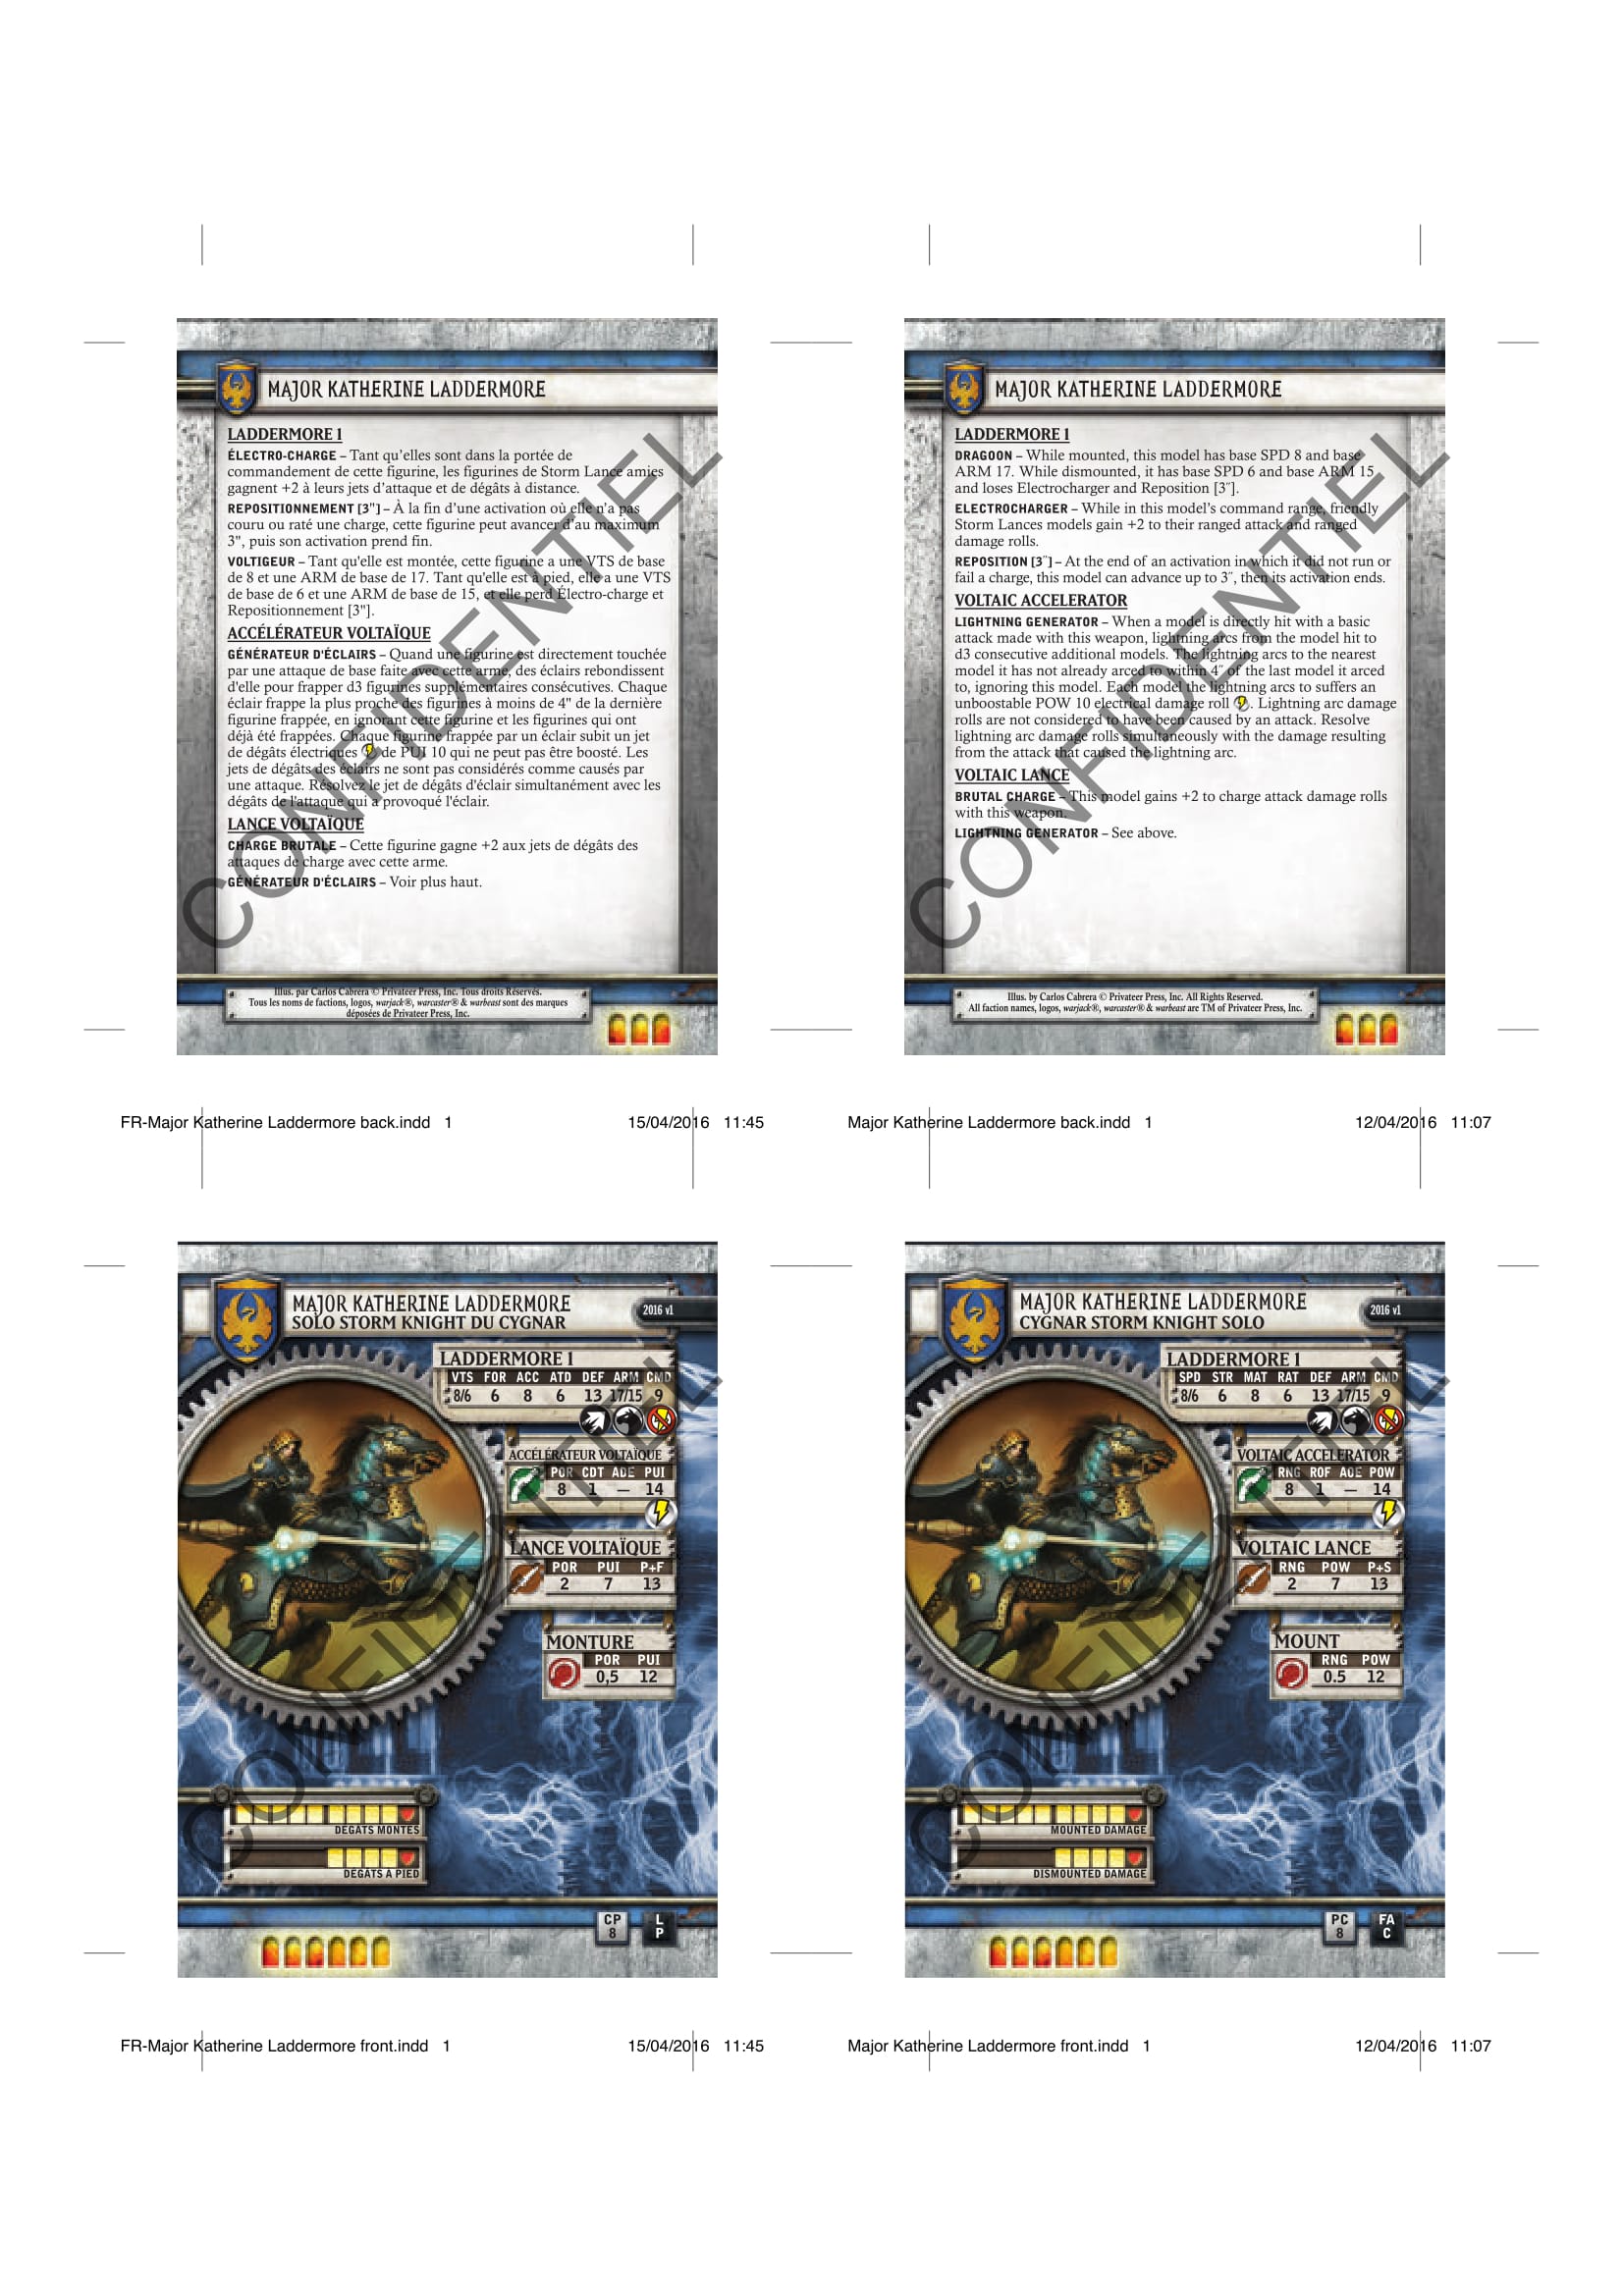 MAJOR KATHERINE LADDERMORE
LADDERMORE 1
ÉLECTRO-CHARGE – Tant qu'elles sont dans la portée de
commandement de cette figurine, les figurines de Storm Lance amies
gagnent +2 à leurs jets d'attaque et de dégâts à distance.
REPOSITIONNEMENT [3"] – À la fin d'une activation où elle n'a pas
couru ou raté une charge, cette figurine peut avancer d'au maximum
3", puis son activation prend fin.
VOLTIGEUR – Tant qu'elle est montée, cette figurine a une VTS de base
de 8 et une ARM de base de 17. Tant qu'elle est à pied, elle a une VTS
de base de 6 et une ARM de base de 15, et elle perd Électro-charge et
Repositionnement [3"].
ACCÉLÉRATEUR VOLTAÏQUE
GÉNÉRATEUR D'ÉCLAIRS – Quand une figurine est directement touchée
par une attaque de base faite avec cette arme, des éclairs rebondissent
d'elle pour frapper d3 figurines supplémentaires consécutives. Chaque
éclair frappe la plus proche des figurines à moins de 4" de la dernière
figurine frappée, en ignorant cette figurine et les figurines qui ont
déjà été frappées. Chaque figurine frappée par un éclair subit un jet
de dégâts électriques de PUI 10 qui ne peut pas être boosté. Les
jets de dégâts des éclairs ne sont pas considérés comme causés par
une attaque. Résolvez le jet de dégâts d'éclair simultanément avec les
dégâts de l'attaque qui a provoqué l'éclair.
LANCE VOLTAÏQUE
CHARGE BRUTALE – Cette figurine gagne +2 aux jets de dégâts des
attaques de charge avec cette arme.
GÉNÉRATEUR D'ÉCLAIRS – Voir plus haut.
Illus. par Carlos Cabrera © Privateer Press, Inc. Tous droits Réservés.
Tous les noms de factions, logos, warjack®, warcaster® & warbeast sont des marques
déposées de Privateer Press, Inc.
CONFIDENTIEL
FR-Major Katherine Laddermore back.indd 1
15/04/2016 11:45
MAJOR KATHERINE LADDERMORE
LADDERMORE 1
DRAGOON – While mounted, this model has base SPD 8 and base
ARM 17. While dismounted, it has base SPD 6 and base ARM 15
and loses Electrocharger and Reposition [3˝].
ELECTROCHARGER – While in this model's command range, friendly
Storm Lances models gain +2 to their ranged attack and ranged
damage rolls.
REPOSITION [3˝] – At the end of an activation in which it did not run or
fail a charge, this model can advance up to 3˝, then its activation ends.
VOLTAIC ACCELERATOR
LIGHTNING GENERATOR – When a model is directly hit with a basic
attack made with this weapon, lightning arcs from the model hit to
d3 consecutive additional models. The lightning arcs to the nearest
model it has not already arced to within 4˝ of the last model it arced
to, ignoring this model. Each model the lightning arcs to suffers an
unboostable POW 10 electrical damage roll . Lightning arc damage
rolls are not considered to have been caused by an attack. Resolve
lightning arc damage rolls simultaneously with the damage resulting
from the attack that caused the lightning arc.
VOLTAIC LANCE
BRUTAL CHARGE – This model gains +2 to charge attack damage rolls
with this weapon.
LIGHTNING GENERATOR – See above.
Illus. by Carlos Cabrera © Privateer Press, Inc. All Rights Reserved.
All faction names, logos, warjack®, warcaster® & warbeast are TM of Privateer Press, Inc.
CONFIDENTIEL
Major Katherine Laddermore back.indd 1
12/04/2016 11:07
MAJOR KATHERINE LADDERMORE
SOLO STORM KNIGHT DU CYGNAR
2016 v1
LADDERMORE 1
VTS FOR ACC ATD DEF ARM CMD
8/6 6 8 6 13 17/15 9
ACCÉLÉRATEUR VOLTAÏQUE
POR CDT ADE PUI
8 1 — 14
LANCE VOLTAÏQUE
POR PUI P+F
2 7 13
MONTURE
POR PUI
0,5 12
DÉGÂTS MONTÉS
DÉGÂTS À PIED
CP
8
L
P
CONFIDENTIEL
FR-Major Katherine Laddermore front.indd 1
15/04/2016 11:45
MAJOR KATHERINE LADDERMORE
CYGNAR STORM KNIGHT SOLO
2016 v1
LADDERMORE 1
SPD STR MAT RAT DEF ARM CMD
8/6 6 8 6 13 17/15 9
VOLTAIC ACCELERATOR
RNG ROF AOE POW
8 1 — 14
VOLTAIC LANCE
RNG POW P+S
2 7 13
MOUNT
RNG POW
0.5 12
MOUNTED DAMAGE
DISMOUNTED DAMAGE
PC
8
FA
C
CONFIDENTIEL
Major Katherine Laddermore front.indd 1
12/04/2016 11:07